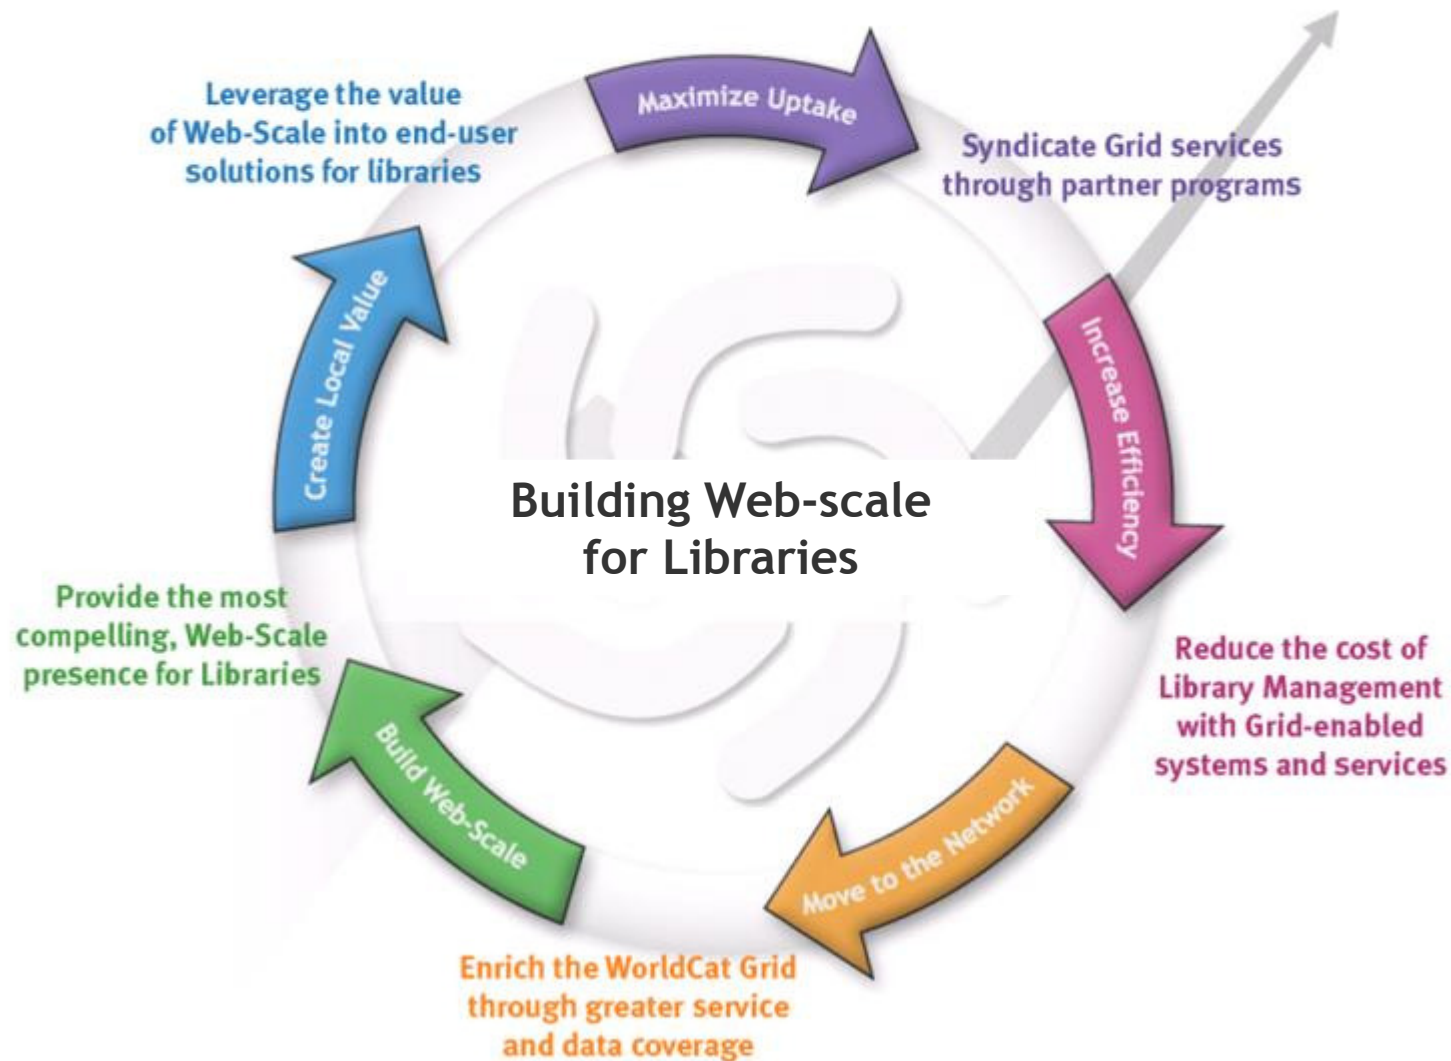 Maximize Uptake
Leverage the value
of Web-Scale into end-user
solutions for libraries
Syndicate Grid services
through partner programs
Create Local Value
Increase Efficiency
Building Web-scale
for Libraries
Provide the most
compelling, Web-Scale
presence for Libraries
Reduce the cost of
Library Management
with Grid-enabled
systems and services
Build Web-Scale
Move to the Network
Enrich the WorldCat Grid
through greater service
and data coverage